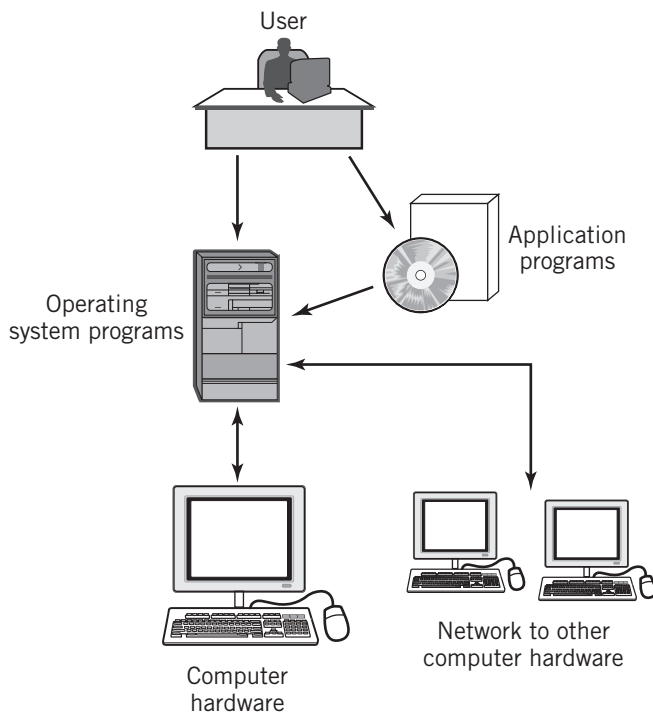 User
Application
programs
Operating
system programs
Computer
hardware
Network to other
computer hardware